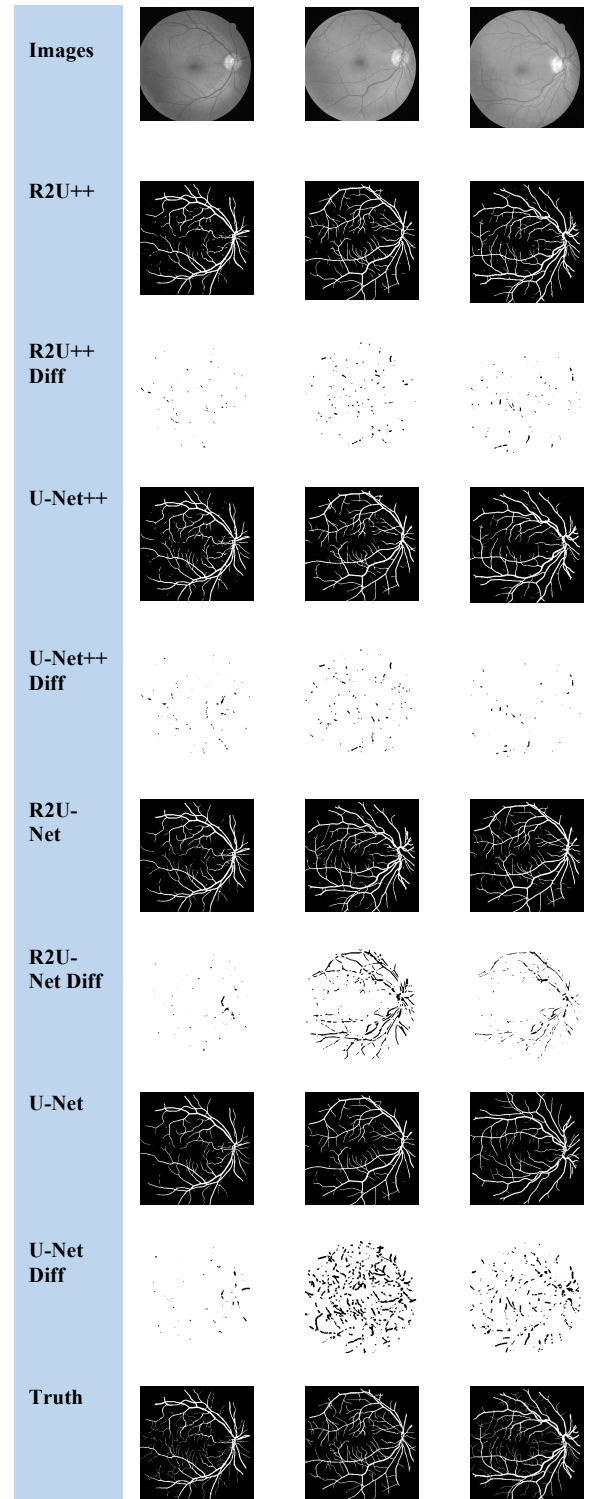 Images
R2U++
R2U++
Diff
U-Net++
U-Net++
Diff
R2U-
Net
R2U-
Net Diff
U-Net
U-Net
Diff
Truth